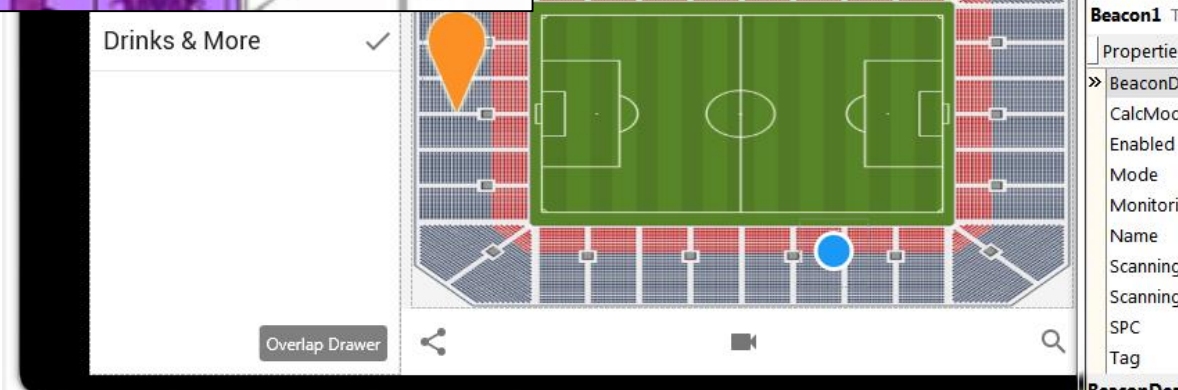 Drinks & More
Overlap Drawer
Beacon1
Propertie
BeaconD
CalcMod
Enabled
Mode
Monitori
Name
Scanning
Scanning
SPC
Tag